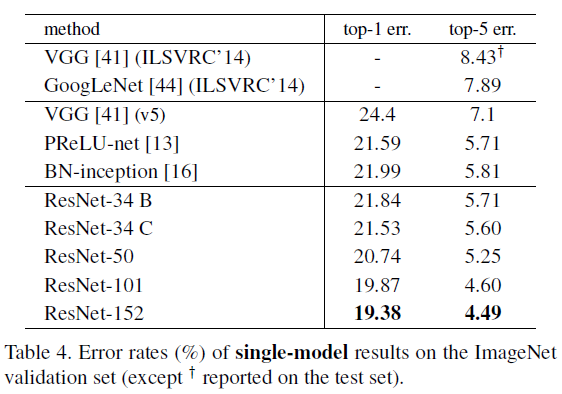 method top-1 err. top-5 err.
VGG [41] (ILSVRC’14) - 8.43†
GoogLeNet [44] (ILSVRC’14) - 7.89
VGG [41] (v5) 24.4 7.1
PReLU-net [13] 21.59 5.71
BN-inception [16] 21.99 5.81
ResNet-34 B 21.84 5.71
ResNet-34 C 21.53 5.60
ResNet-50 20.74 5.25
ResNet-101 19.87 4.60
ResNet-152 19.38 4.49
Table 4. Error rates (%) of single-model results on the ImageNet
validation set (except † reported on the test set).